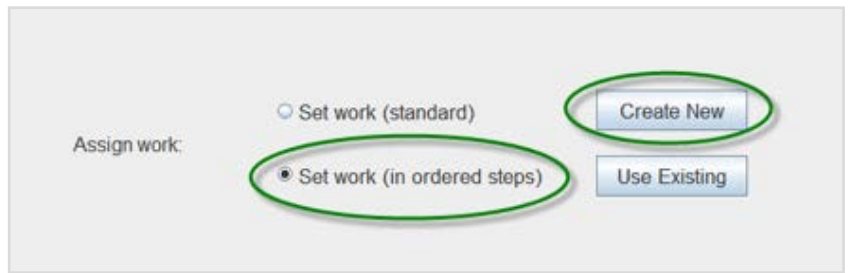 Set work (standard) Create New
Assign work:
Set work (in ordered steps) Use Existing